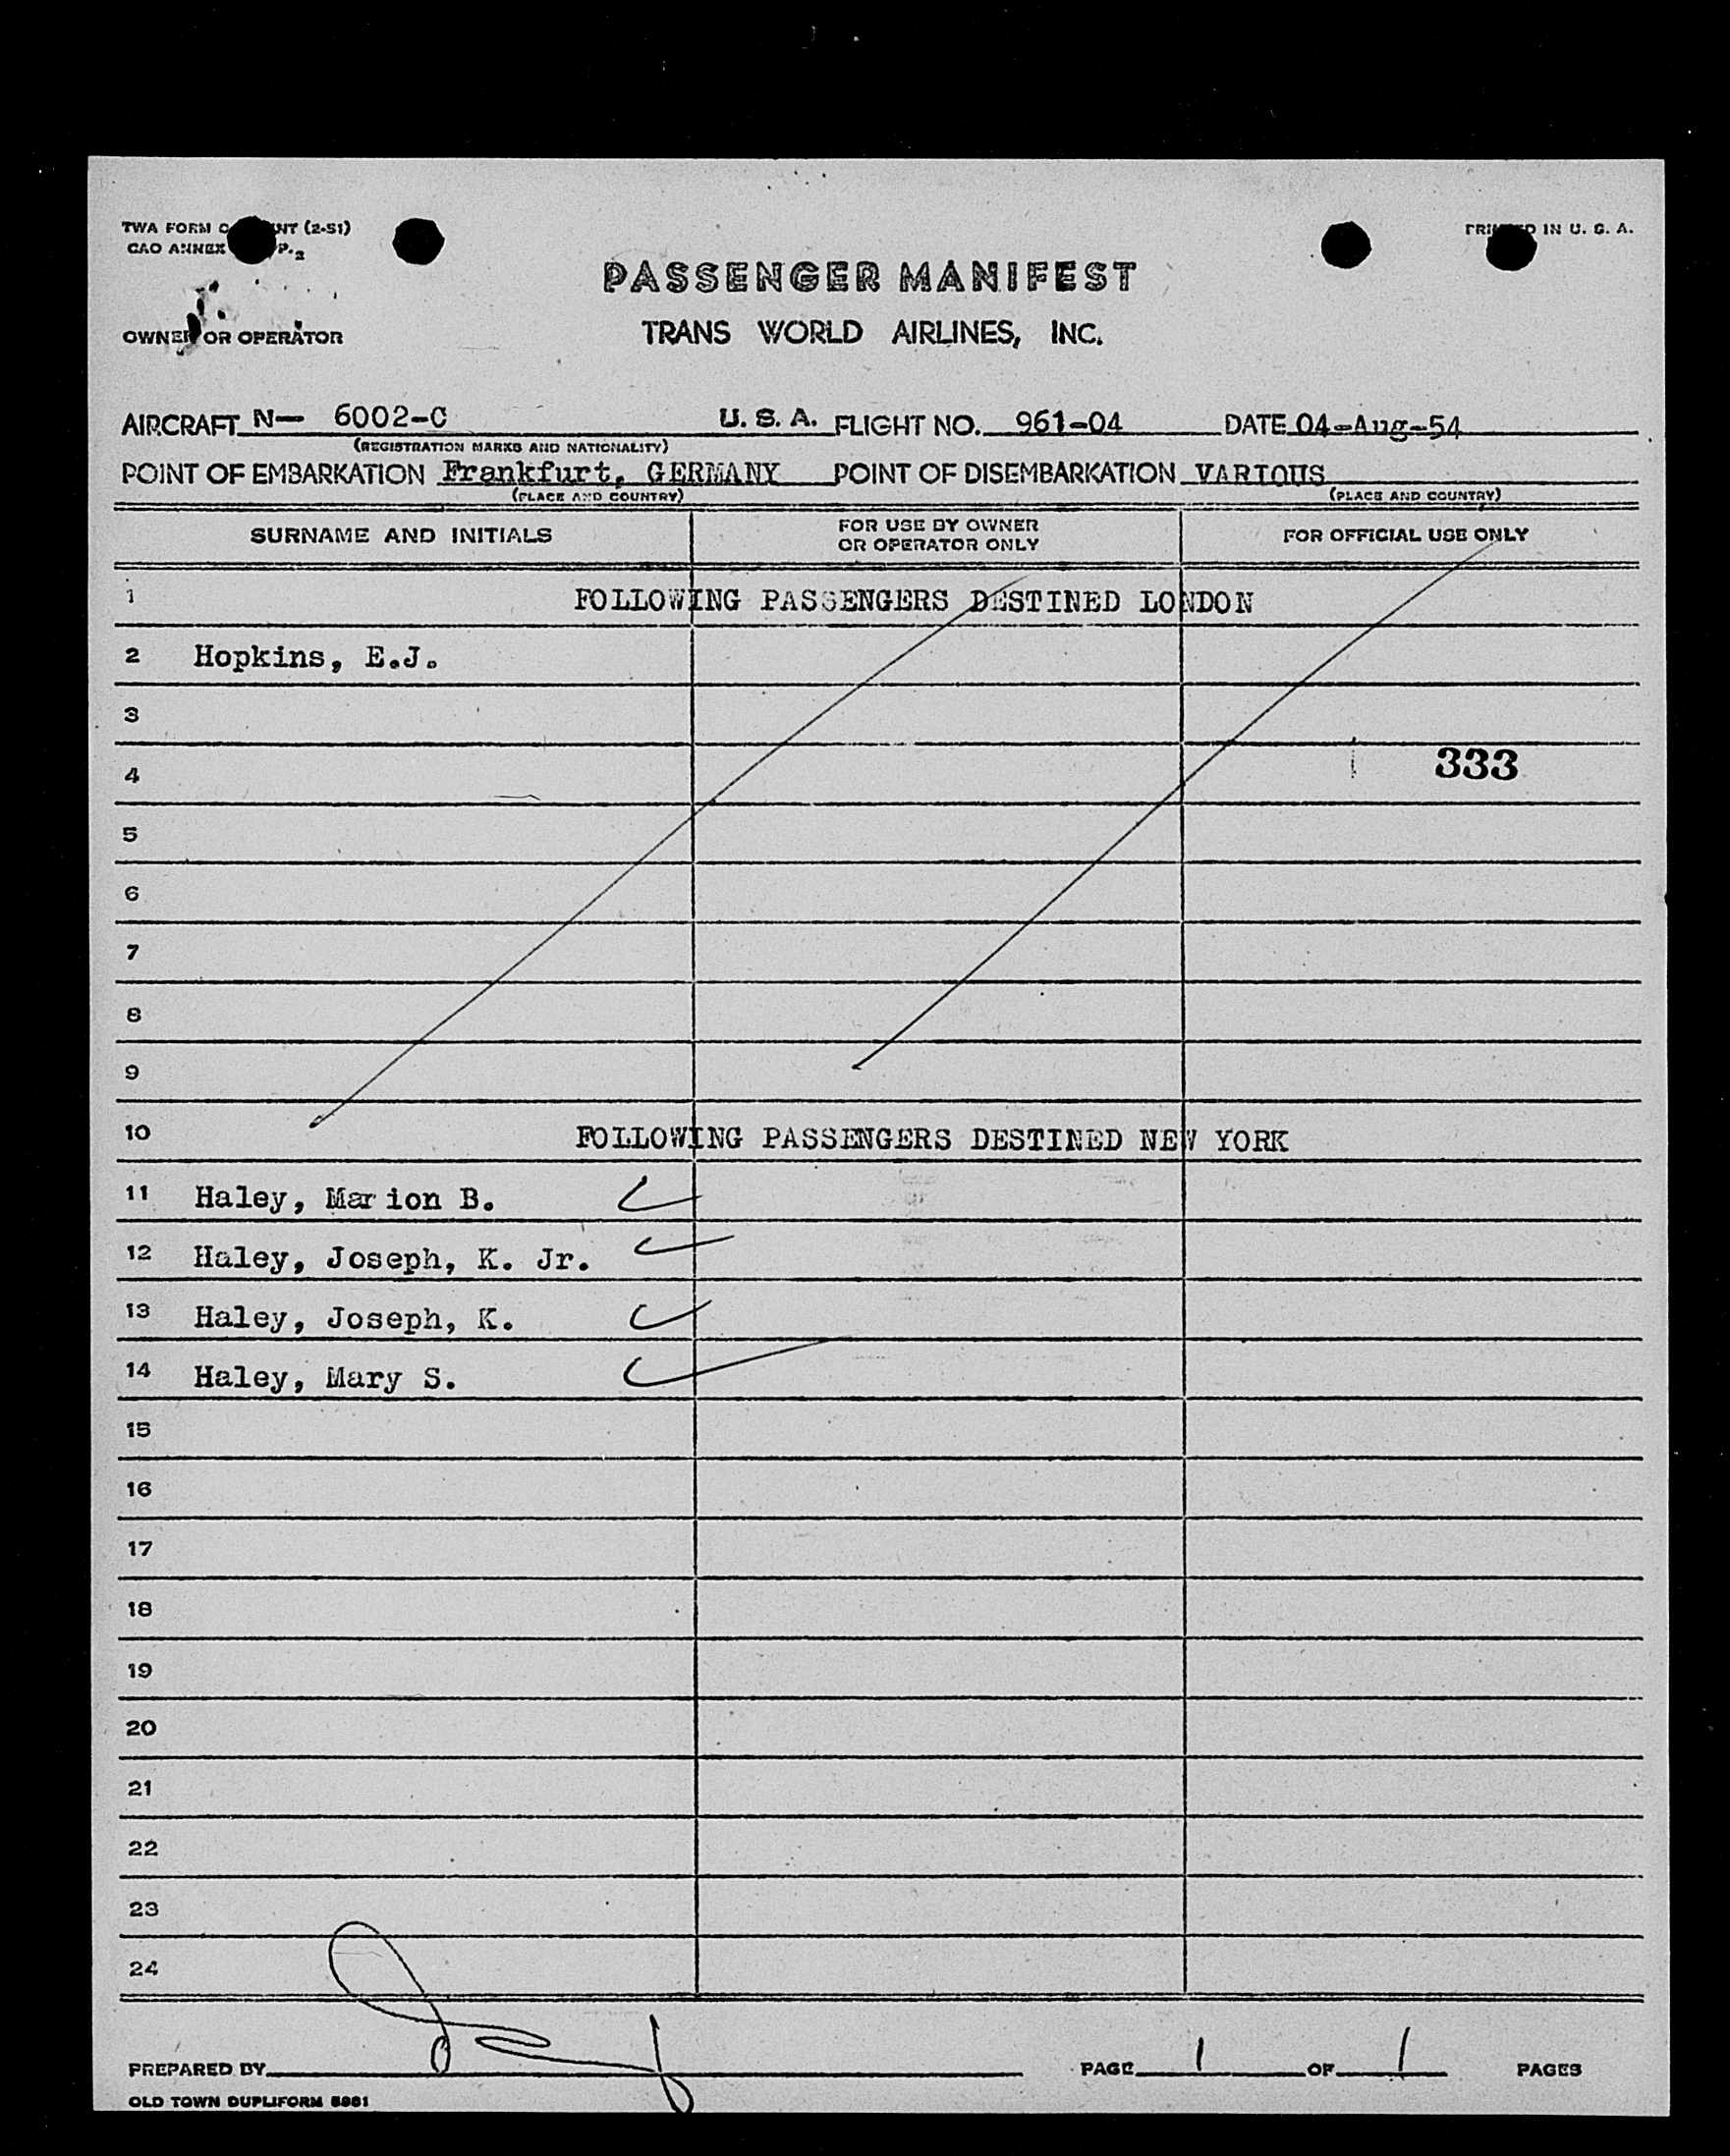 TWA FORM (2-51) PRINTED IN U. S. A.
CAO ANNEX P.2
PASSENGER MANIFEST
OWNER OR OPERATOR TRANS WORLD AIRLINES, INC.
AIRCRAFT N— 6002-C U. S. A. FLIGHT NO. 961-04 DATE 04-Aug-54
(REGISTRATION MARKS AND NATIONALITY)
POINT OF EMBARKATION Frankfurt, GERMANY POINT OF DISEMBARKATION VARIOUS
(PLACE AND COUNTRY) (PLACE AND COUNTRY)
SURNAME AND INITIALS FOR USE BY OWNER OR OPERATOR ONLY FOR OFFICIAL USE ONLY
1 FOLLOWING PASSENGERS DESTINED LONDON
2 Hopkins, E.J.
3
4 333
5
6
7
8
9
10 FOLLOWING PASSENGERS DESTINED NEW YORK
11 Haley, Marion B.
12 Haley, Joseph, K. Jr.
13 Haley, Joseph, K.
14 Haley, Mary S.
15
16
17
18
19
20
21
22
23
24
PREPARED BY PAGE 1 OF 1 PAGES
OLD TOWN DUPLIFORM 5981